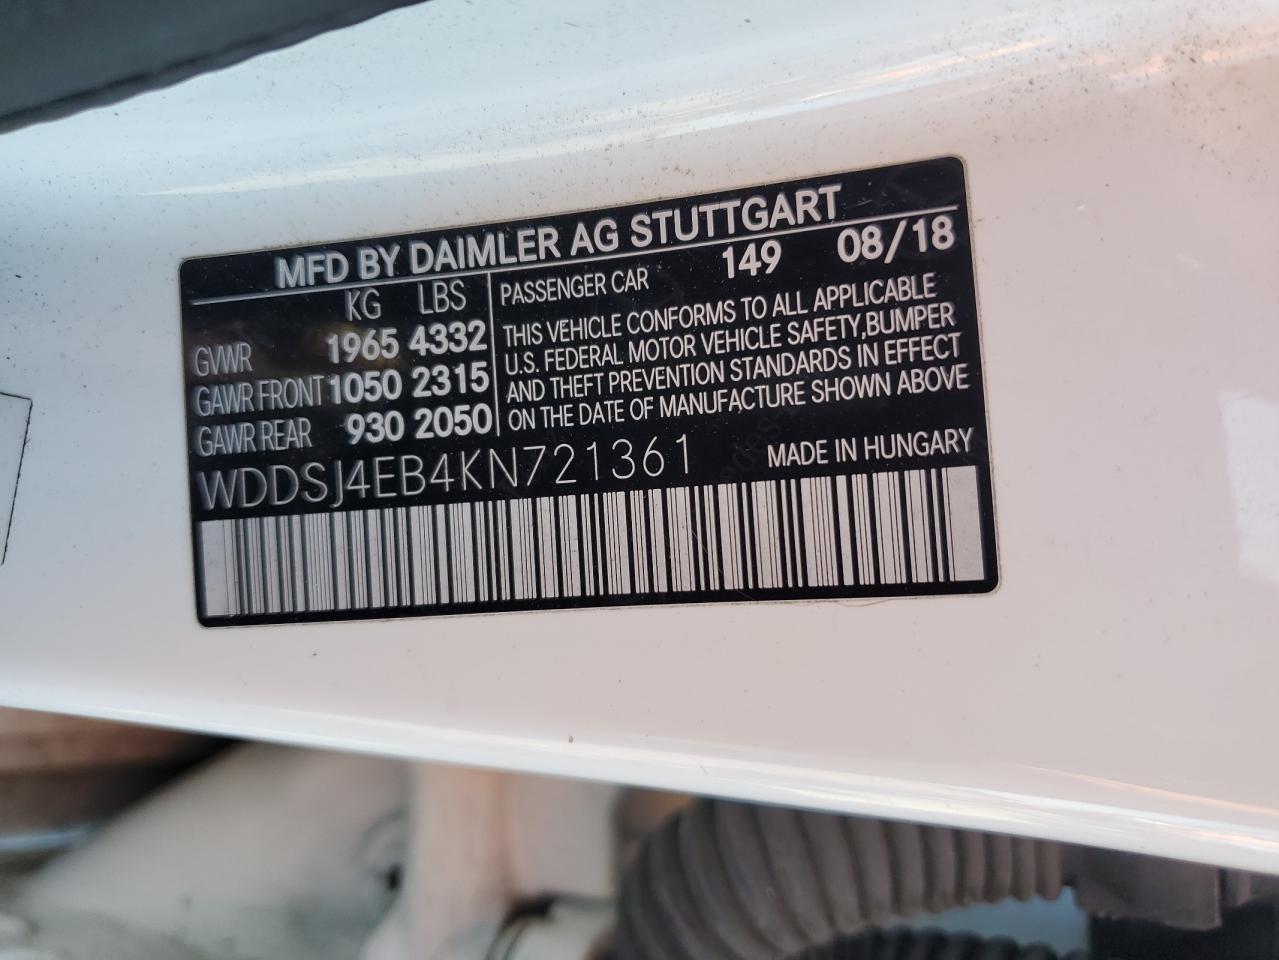 MFD BY DAIMLER AG STUTTGART
KG LBS
GVWR 1965 4332
GAWR FRONT 1050 2315
GAWR REAR 930 2050
PASSENGER CAR 149 08/18
THIS VEHICLE CONFORMS TO ALL APPLICABLE
U.S. FEDERAL MOTOR VEHICLE SAFETY, BUMPER
AND THEFT PREVENTION STANDARDS IN EFFECT
ON THE DATE OF MANUFACTURE SHOWN ABOVE
WDDSJ4EB4KN721361 MADE IN HUNGARY